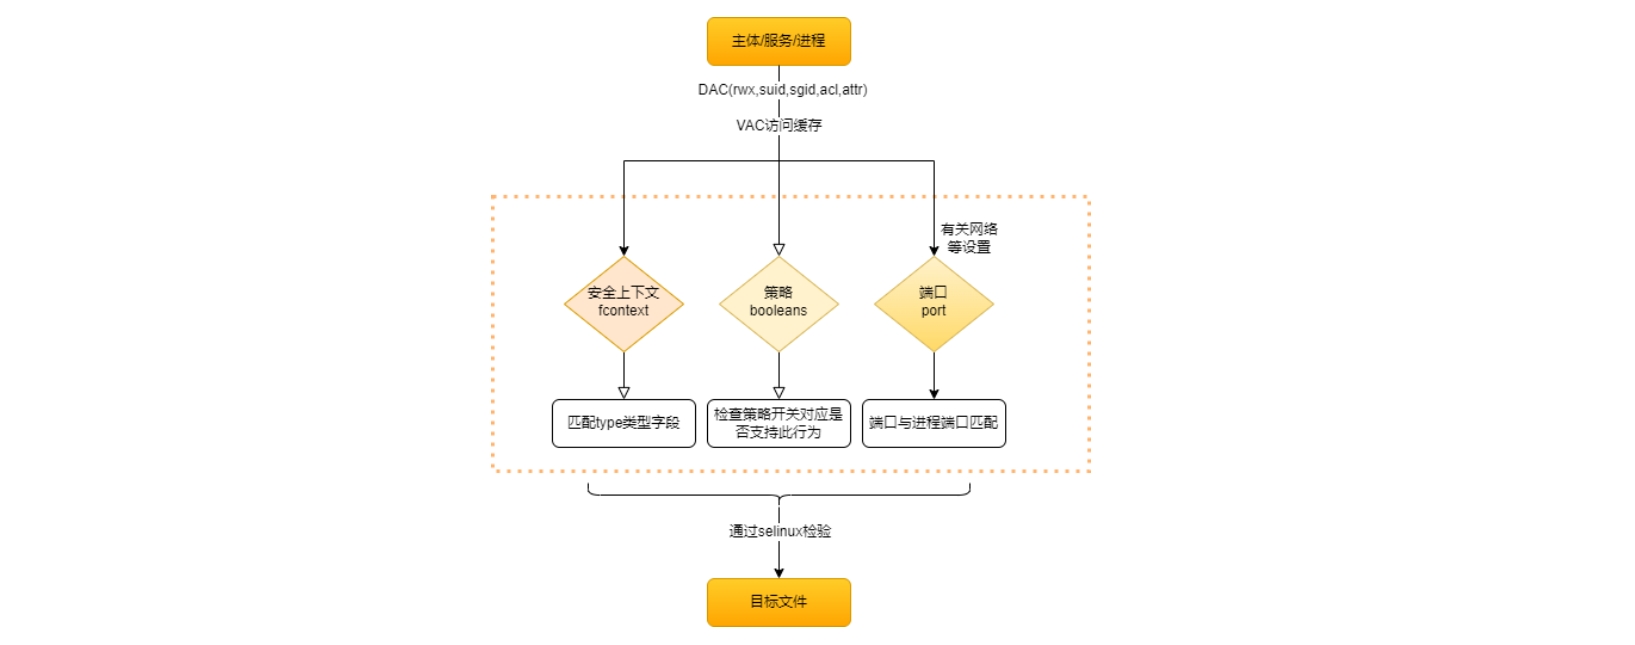 主体/服务/进程
DAC(rwx,suid,sgid,acl,attr)
VAC访问缓存
有关网络
等设置
安全上下文
fcontext
策略
booleans
端口
port
匹配type类型字段
检查策略开关对应是
否支持此行为
端口与进程端口匹配
通过selinux检验
目标文件